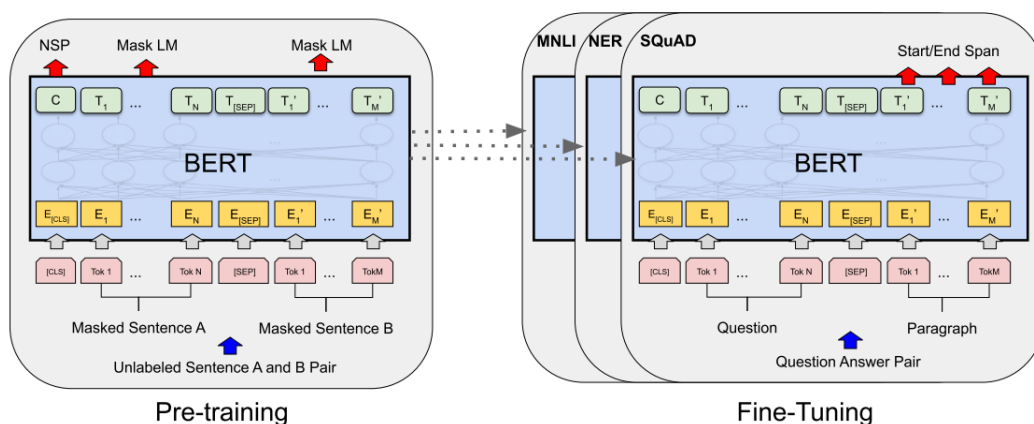 NSP Mask LM Mask LM
C T1 ... TN T[SEP] T1' ... TM'
...
...
BERT
E[CLS] E1 ... EN E[SEP] E1' ... EM'
[CLS] Tok 1 ... Tok N [SEP] Tok 1 ... TokM
Masked Sentence A Masked Sentence B
Unlabeled Sentence A and B Pair
Pre-training
MNLI NER SQuAD
Start/End Span
C T1 ... TN T[SEP] T1' ... TM'
...
...
BERT
E[CLS] E1 ... EN E[SEP] E1' ... EM'
[CLS] Tok 1 ... Tok N [SEP] Tok 1 ... TokM
Question Paragraph
Question Answer Pair
Fine-Tuning